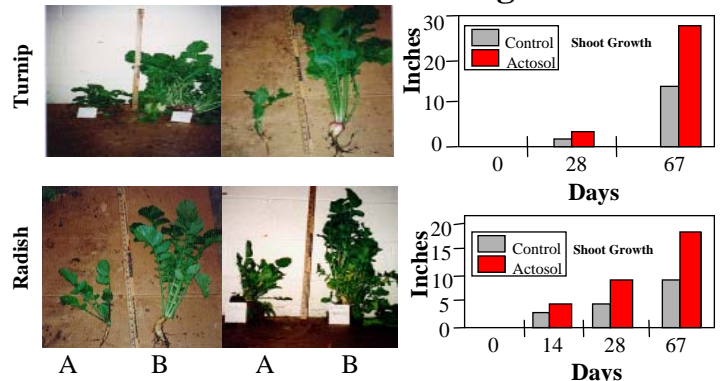 Turnip
Inches
30
20
10
0
Control
Actosol
Shoot Growth
0 28 67
Days
Radish
Inches
20
15
10
5
0
Control
Actosol
Shoot Growth
0 14 28 67
Days
A B A B